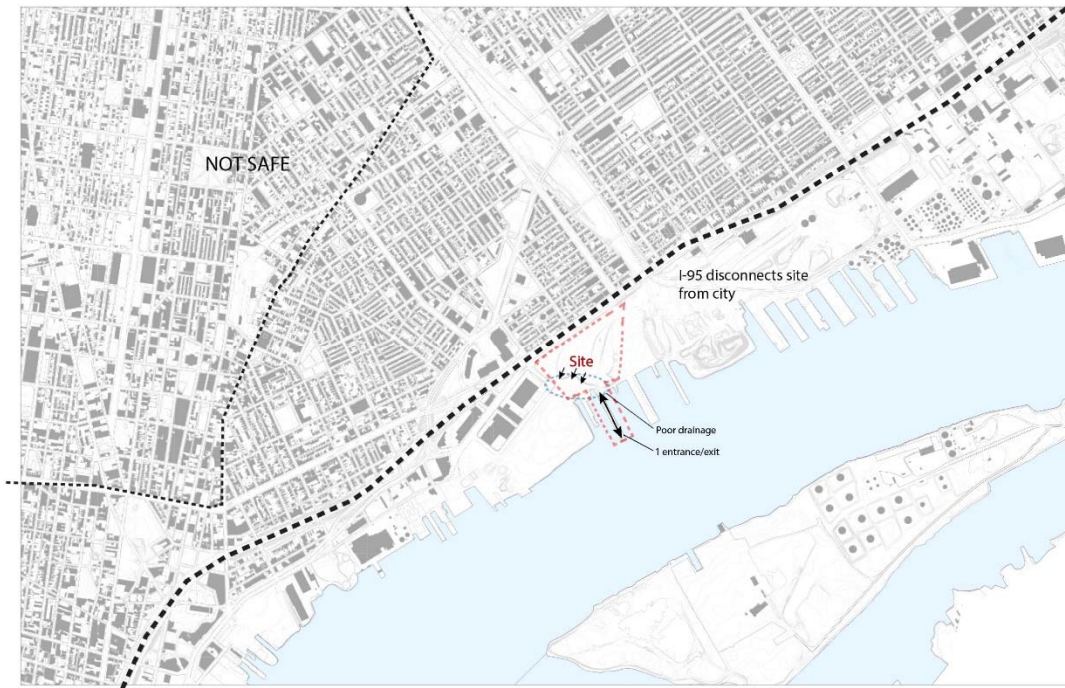 NOT SAFE
I-95 disconnects site
from city
Site
Poor drainage
1 entrance/exit